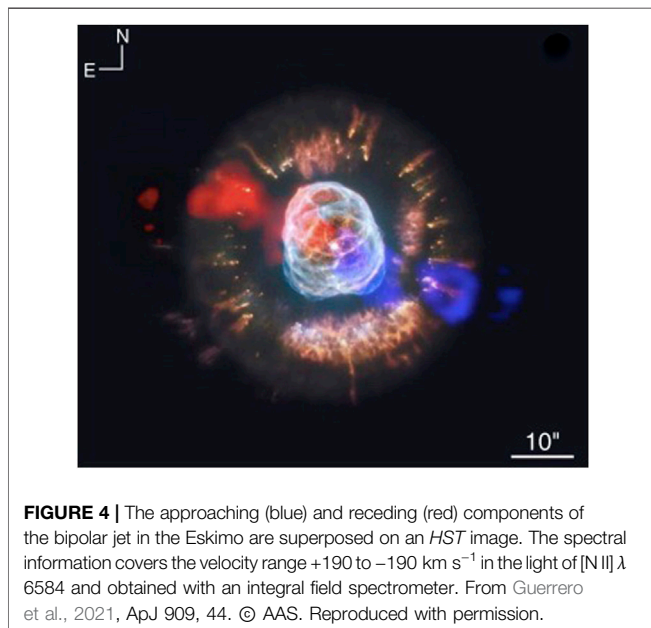 N
E
10"
FIGURE 4 | The approaching (blue) and receding (red) components of
the bipolar jet in the Eskimo are superposed on an HST image. The spectral
information covers the velocity range +190 to −190 km s⁻¹ in the light of [N II] λ
6584 and obtained with an integral field spectrometer. From Guerrero
et al., 2021, ApJ 909, 44. © AAS. Reproduced with permission.